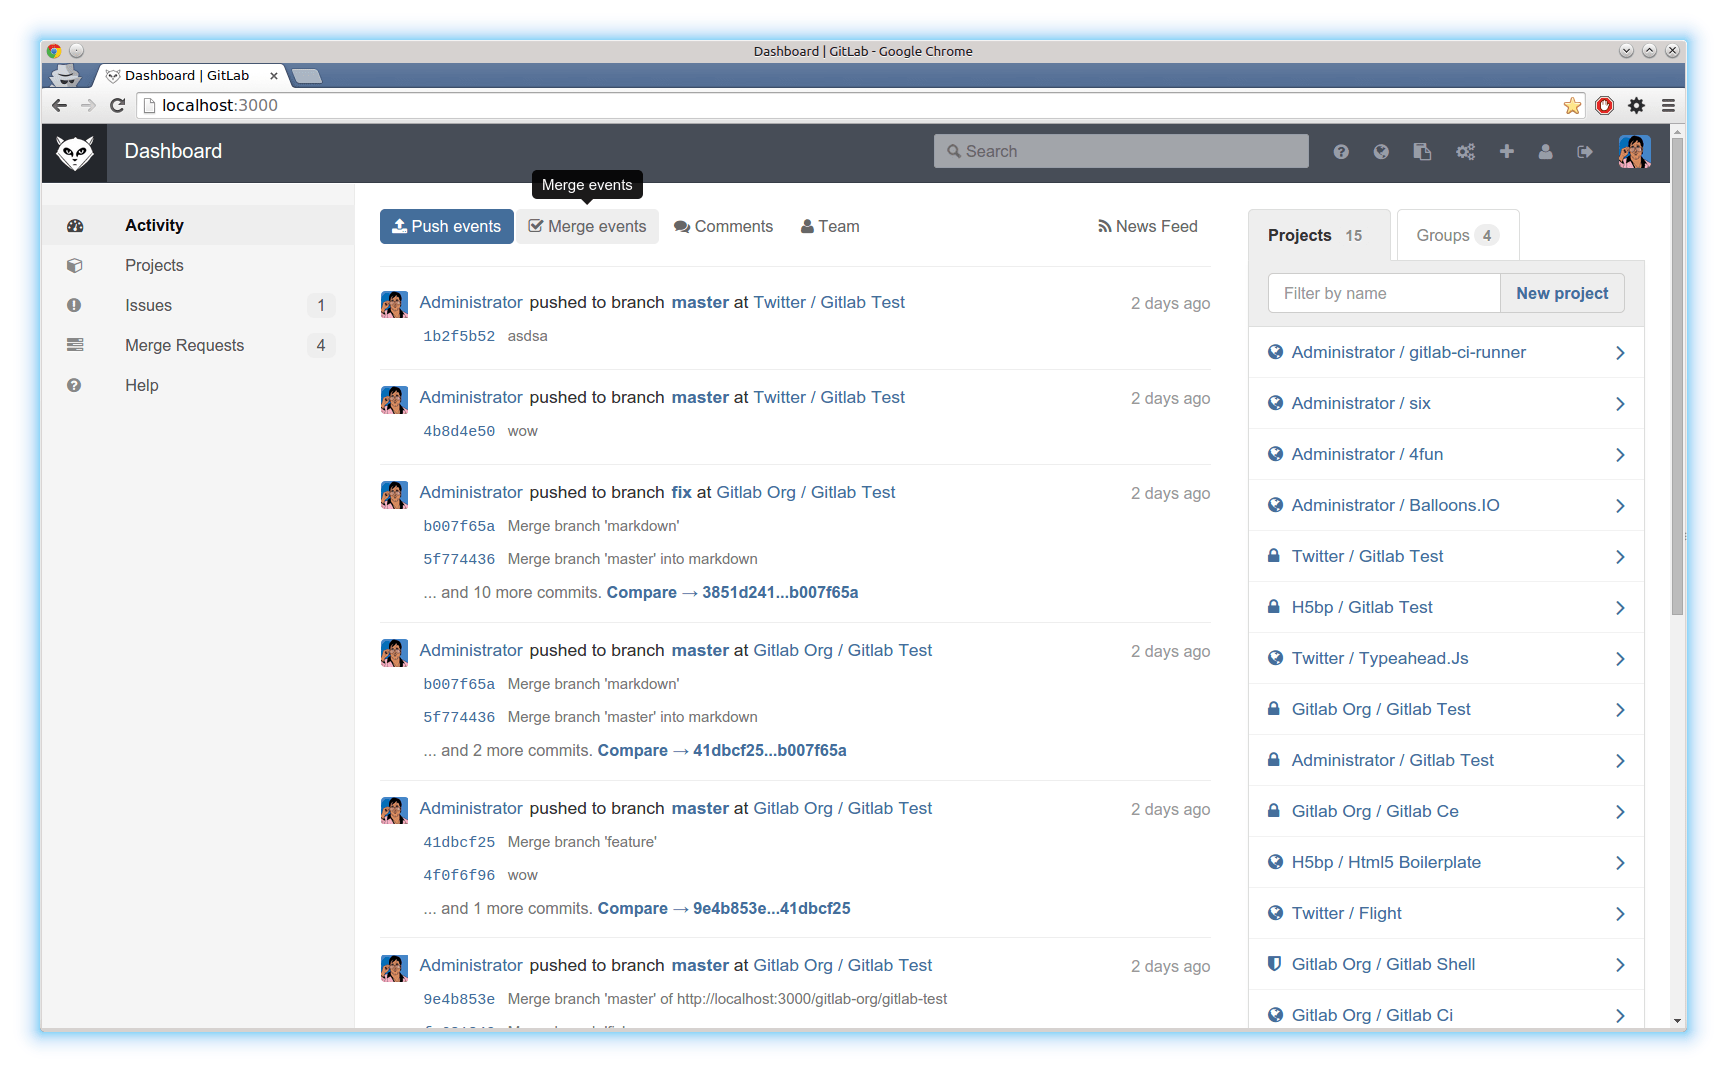 Dashboard | GitLab - Google Chrome
Dashboard | GitLab
localhost:3000
Dashboard
Search
Merge events
Activity
Projects
Issues 1
Merge Requests 4
Help
Push events Merge events Comments Team News Feed
Administrator pushed to branch master at Twitter / Gitlab Test 2 days ago
1b2f5b52 asdsa
Administrator pushed to branch master at Twitter / Gitlab Test 2 days ago
4b8d4e50 wow
Administrator pushed to branch fix at Gitlab Org / Gitlab Test 2 days ago
b007f65a Merge branch 'markdown'
5f774436 Merge branch 'master' into markdown
... and 10 more commits. Compare → 3851d241...b007f65a
Administrator pushed to branch master at Gitlab Org / Gitlab Test 2 days ago
b007f65a Merge branch 'markdown'
5f774436 Merge branch 'master' into markdown
... and 2 more commits. Compare → 41dbcf25...b007f65a
Administrator pushed to branch master at Gitlab Org / Gitlab Test 2 days ago
41dbcf25 Merge branch 'feature'
4f0f6f96 wow
... and 1 more commits. Compare → 9e4b853e...41dbcf25
Administrator pushed to branch master at Gitlab Org / Gitlab Test 2 days ago
9e4b853e Merge branch 'master' of http://localhost:3000/gitlab-org/gitlab-test
Projects 15 Groups 4
Filter by name New project
Administrator / gitlab-ci-runner
Administrator / six
Administrator / 4fun
Administrator / Balloons.IO
Twitter / Gitlab Test
H5bp / Gitlab Test
Twitter / Typeahead.Js
Gitlab Org / Gitlab Test
Administrator / Gitlab Test
Gitlab Org / Gitlab Ce
H5bp / Html5 Boilerplate
Twitter / Flight
Gitlab Org / Gitlab Shell
Gitlab Org / Gitlab Ci